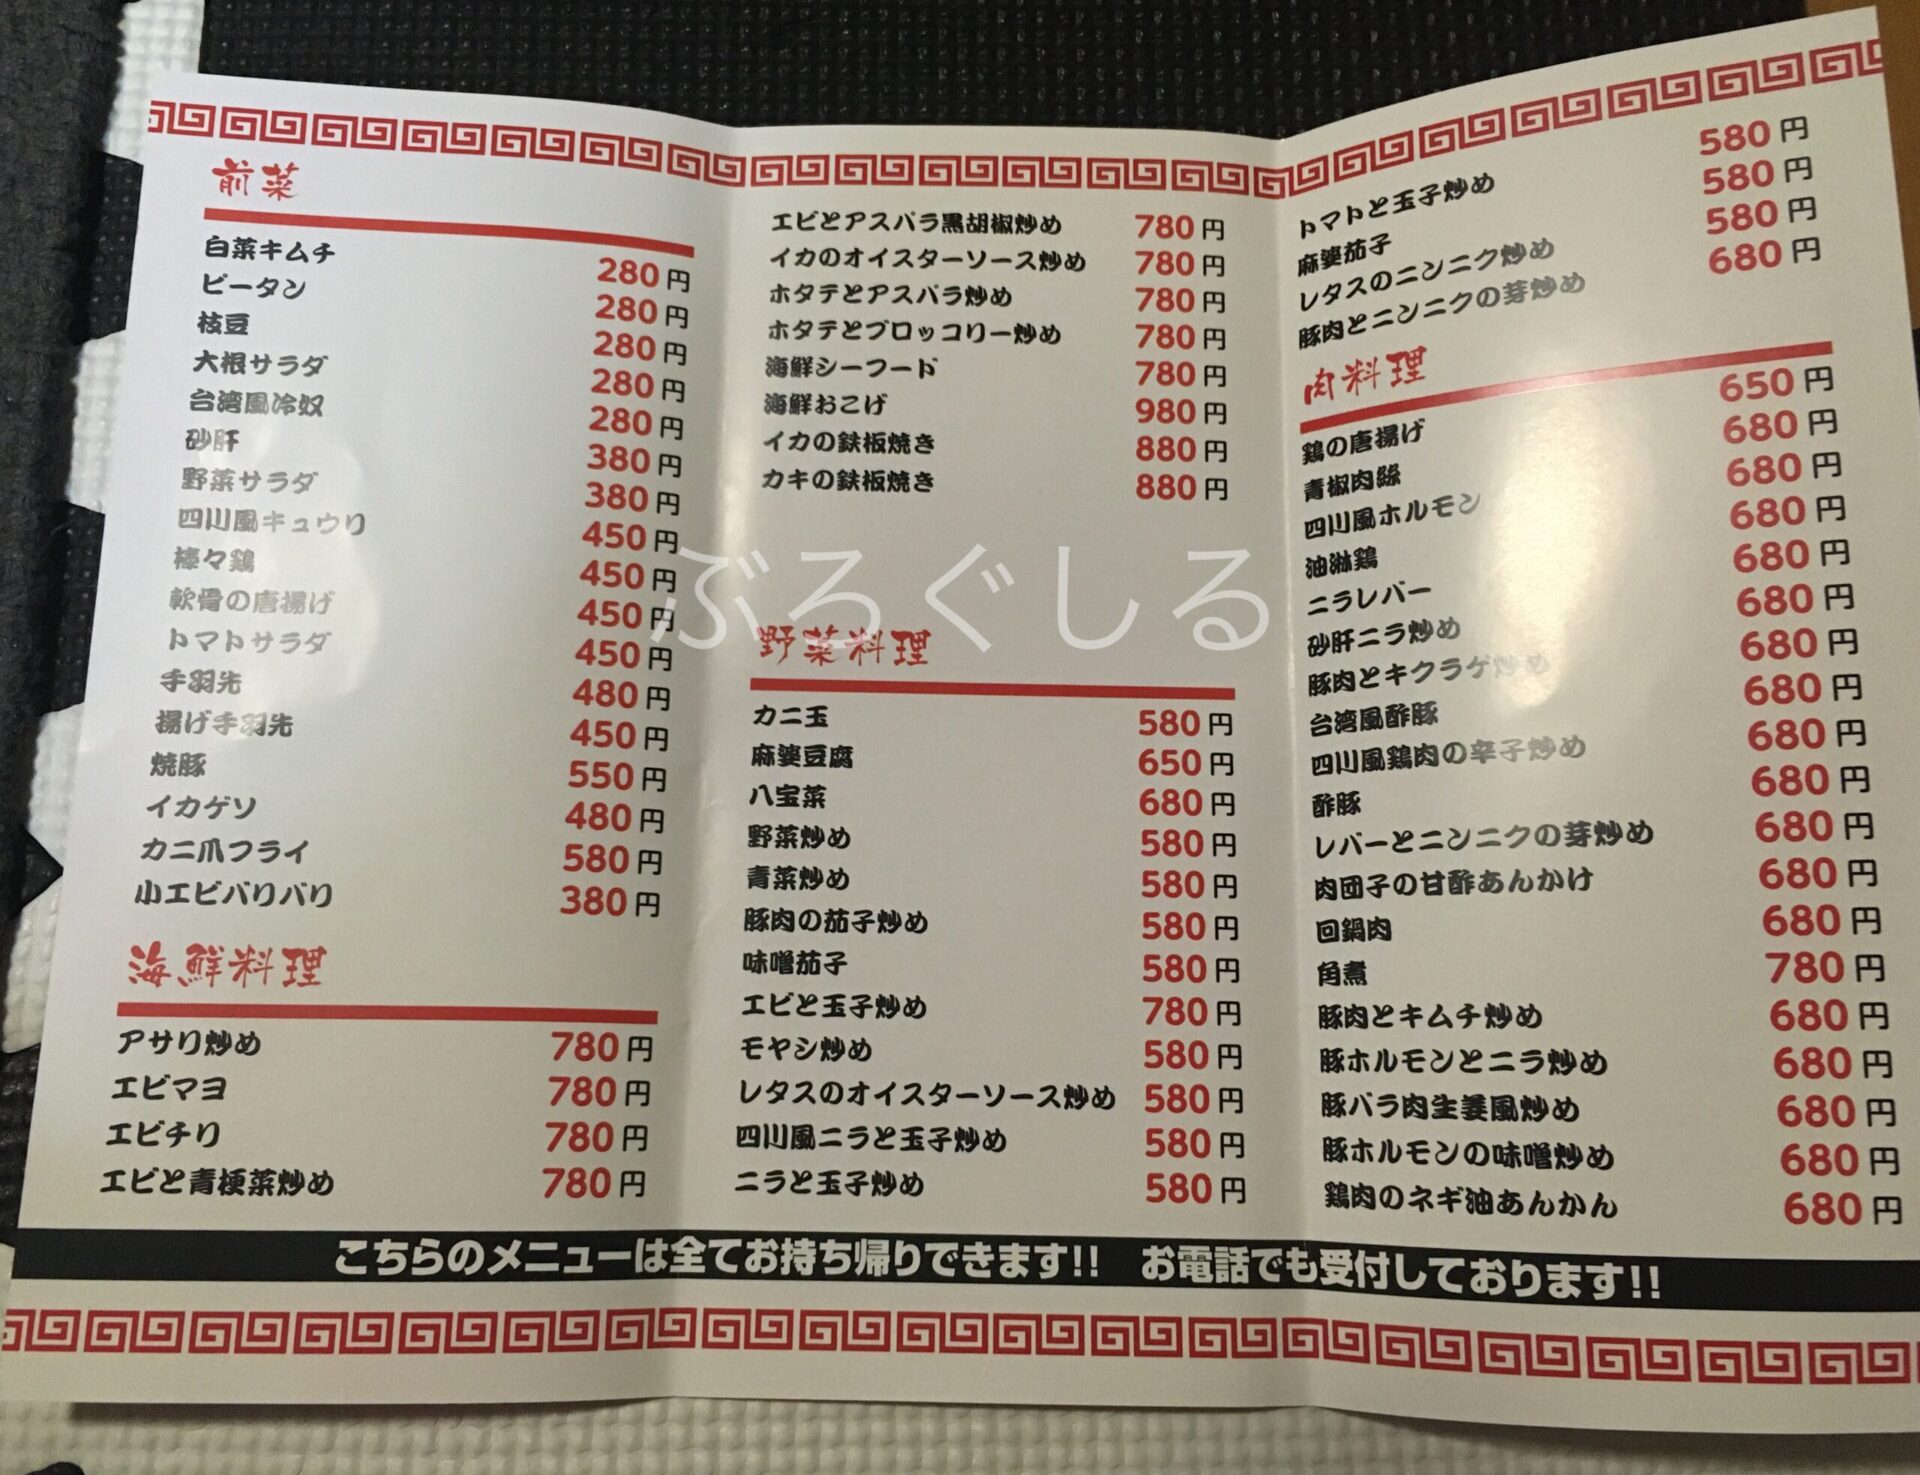 前菜
白菜キムチ 280円
ピータン 280円
枝豆 280円
大根サラダ 280円
台湾風冷奴 280円
砂肝 380円
野菜サラダ 380円
四川風キュウリ 450円
棒々鶏 450円
軟骨の唐揚げ 450円
トマトサラダ 450円
手羽先 480円
揚げ手羽先 450円
焼豚 550円
イカゲソ 480円
カニ爪フライ 580円
小エビパリパリ 380円
海鮮料理
アサリ炒め 780円
エビマヨ 780円
エビチリ 780円
エビと青梗菜炒め 780円
エビとアスパラ黒胡椒炒め 780円
イカのオイスターソース炒め 780円
ホタテとアスパラ炒め 780円
ホタテとブロッコリー炒め 780円
海鮮シーフード 780円
海鮮おこげ 980円
イカの鉄板焼き 880円
カキの鉄板焼き 880円
ぶろぐしる
野菜料理
カニ玉 580円
麻婆豆腐 650円
八宝菜 680円
野菜炒め 580円
青菜炒め 580円
豚肉の茄子炒め 580円
味噌茄子 580円
エビと玉子炒め 780円
モヤシ炒め 580円
レタスのオイスターソース炒め 580円
四川風ニラと玉子炒め 580円
ニラと玉子炒め 580円
トマトと玉子炒め 580円
麻婆茄子 580円
レタスのニンニク炒め 580円
豚肉とニンニクの芽炒め 680円
肉料理
鶏の唐揚げ 650円
青椒肉絲 680円
四川風ホルモン 680円
油淋鶏 680円
ニラレバー 680円
砂肝ニラ炒め 680円
豚肉とキクラゲ炒め 680円
台湾風酢豚 680円
四川風鶏肉の辛子炒め 680円
酢豚 680円
レバーとニンニクの芽炒め 680円
肉団子の甘酢あんかけ 680円
回鍋肉 680円
角煮 780円
豚肉とキムチ炒め 680円
豚ホルモンとニラ炒め 680円
豚バラ肉生姜風炒め 680円
豚ホルモンの味噌炒め 680円
鶏肉のネギ油あんかん 680円
こちらのメニューは全てお持ち帰りできます!! お電話でも受付しております!!